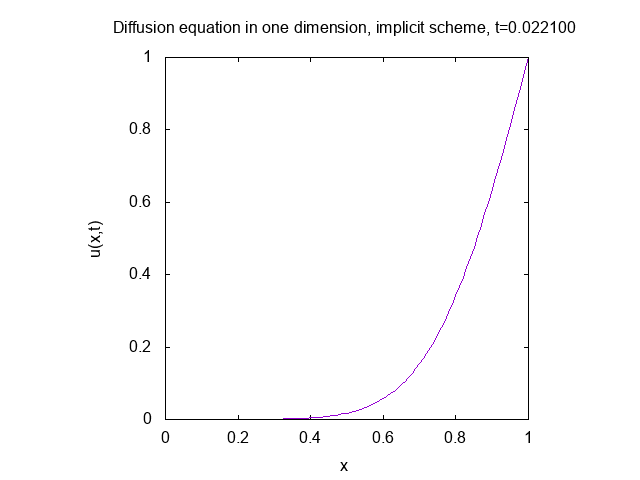 Diffusion equation in one dimension, implicit scheme, t=0.022100
1
0.8
0.6
0.4
0.2
0
u(x,t)
0 0.2 0.4 0.6 0.8 1
x